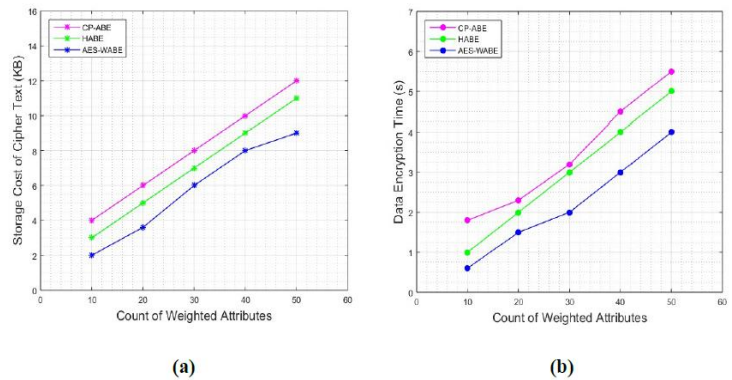 16
14
12
10
8
6
4
2
0
Storage Cost of Cipher Text (KB)
CP-ABE
HABE
AES-WABE
0 10 20 30 40 50 60
Count of Weighted Attributes
(a)
7
6
5
4
3
2
1
0
Data Encryption Time (s)
CP-ABE
HABE
AES-WABE
0 10 20 30 40 50 60
Count of Weighted Attributes
(b)